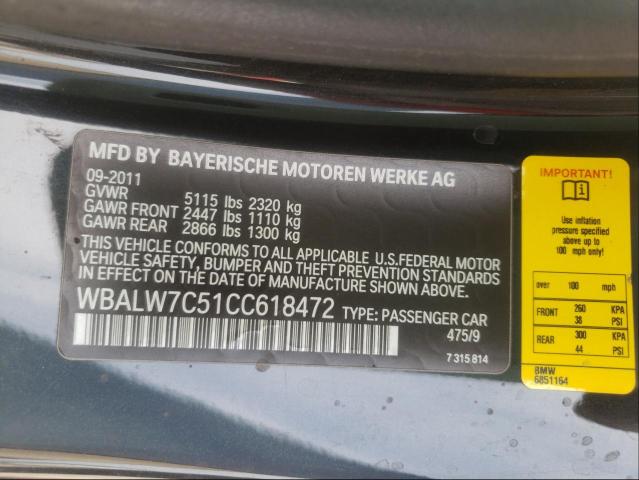 MFD BY BAYERISCHE MOTOREN WERKE AG
09-2011
GVWR 5115 lbs 2320 kg
GAWR FRONT 2447 lbs 1110 kg
GAWR REAR 2866 lbs 1300 kg
THIS VEHICLE CONFORMS TO ALL APPLICABLE U.S.FEDERAL MOTOR
VEHICLE SAFETY, BUMPER AND THEFT PREVENTION STANDARDS
IN EFFECT ON THE DATE OF MANUFACTURE SHOWN ABOVE.
WBALW7C51CC618472 TYPE: PASSENGER CAR
475/9
7 315 814
IMPORTANT!
Use inflation
pressure specified
above up to
100 mph only!
over 100 mph
FRONT 260 KPA
38 PSI
REAR 300 KPA
44 PSI
BMW
6851164